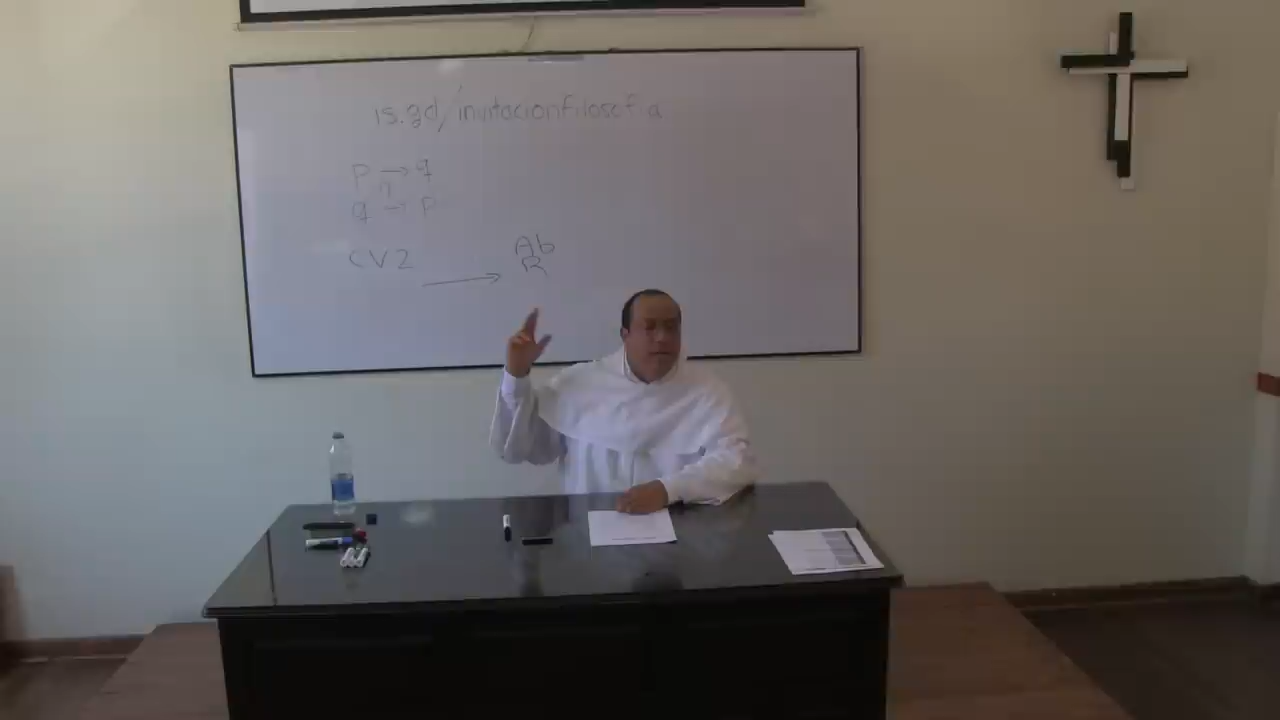 is.gd/invitacionfilosofia
P → q
q → P
CV2 → Ab
R